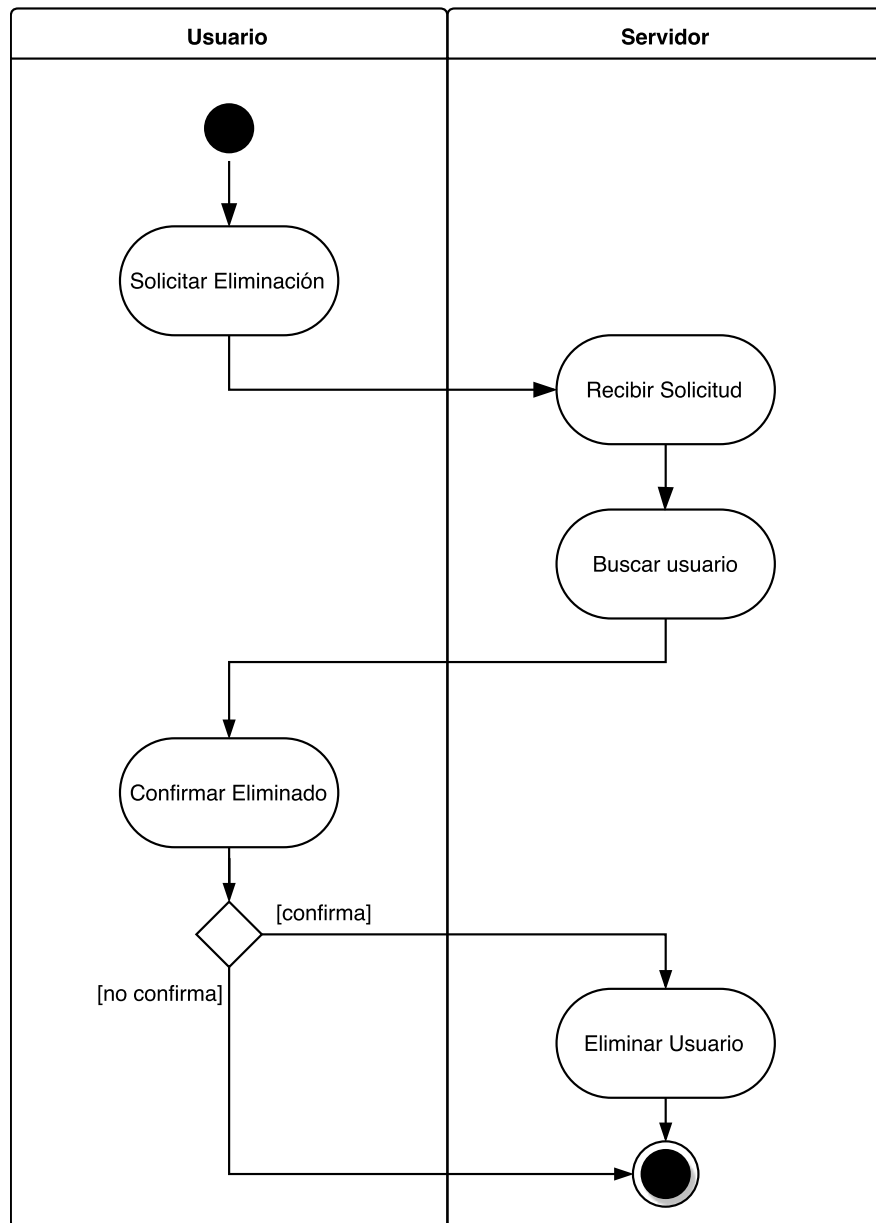 Usuario
Servidor
Solicitar Eliminación
Recibir Solicitud
Buscar usuario
Confirmar Eliminado
[confirma]
[no confirma]
Eliminar Usuario